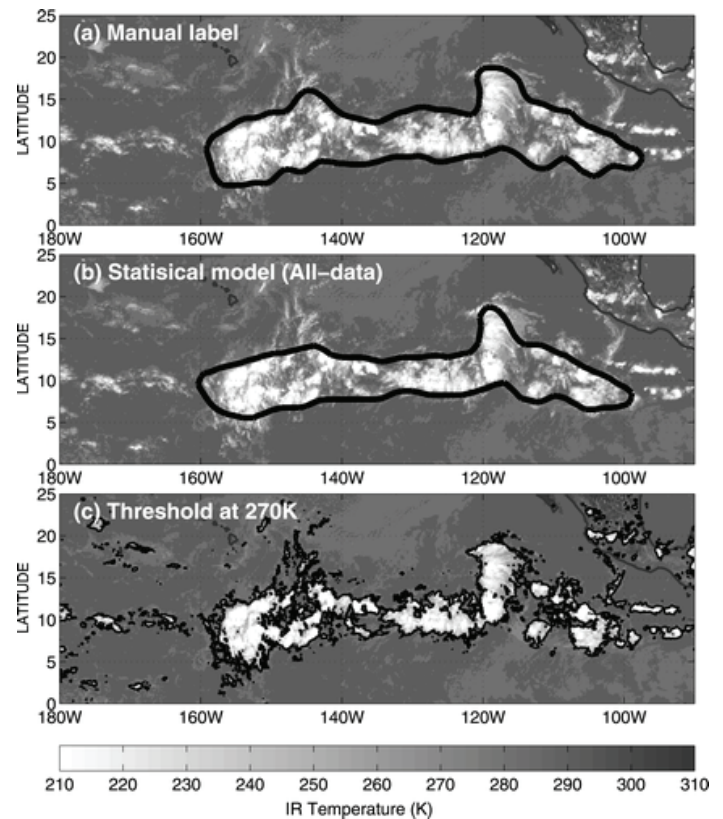 25
(a) Manual label
20
15
LATITUDE
10
5
0
180W 160W 140W 120W 100W
25
(b) Statisical model (All-data)
20
15
LATITUDE
10
5
0
180W 160W 140W 120W 100W
25
(c) Threshold at 270K
20
15
LATITUDE
10
5
0
180W 160W 140W 120W 100W
210 220 230 240 250 260 270 280 290 300 310
IR Temperature (K)